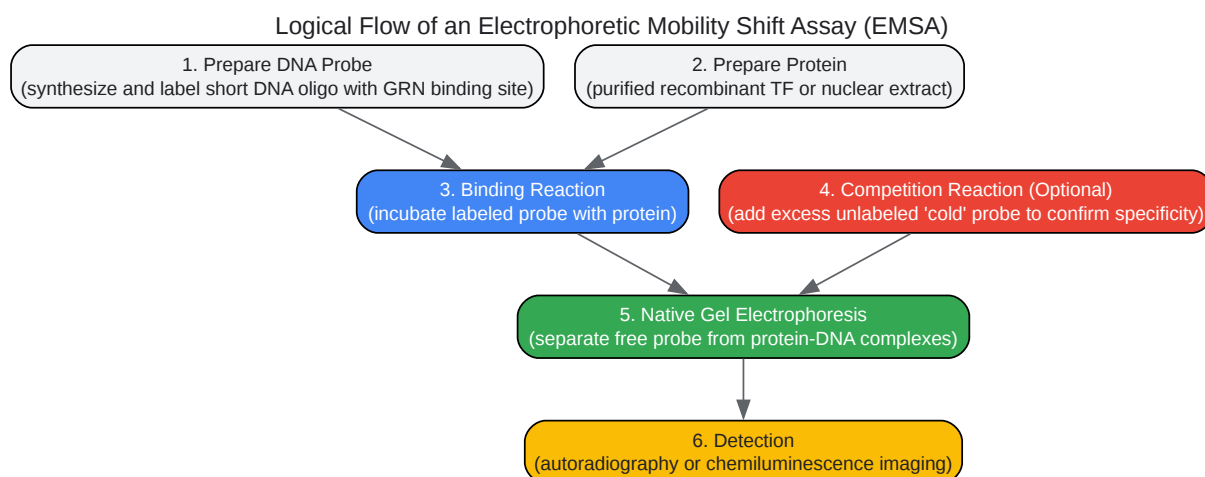 Logical Flow of an Electrophoretic Mobility Shift Assay (EMSA)
1. Prepare DNA Probe
(synthesize and label short DNA oligo with GRN binding site)
2. Prepare Protein
(purified recombinant TF or nuclear extract)
3. Binding Reaction
(incubate labeled probe with protein)
4. Competition Reaction (Optional)
(add excess unlabeled 'cold' probe to confirm specificity)
5. Native Gel Electrophoresis
(separate free probe from protein-DNA complexes)
6. Detection
(autoradiography or chemiluminescence imaging)